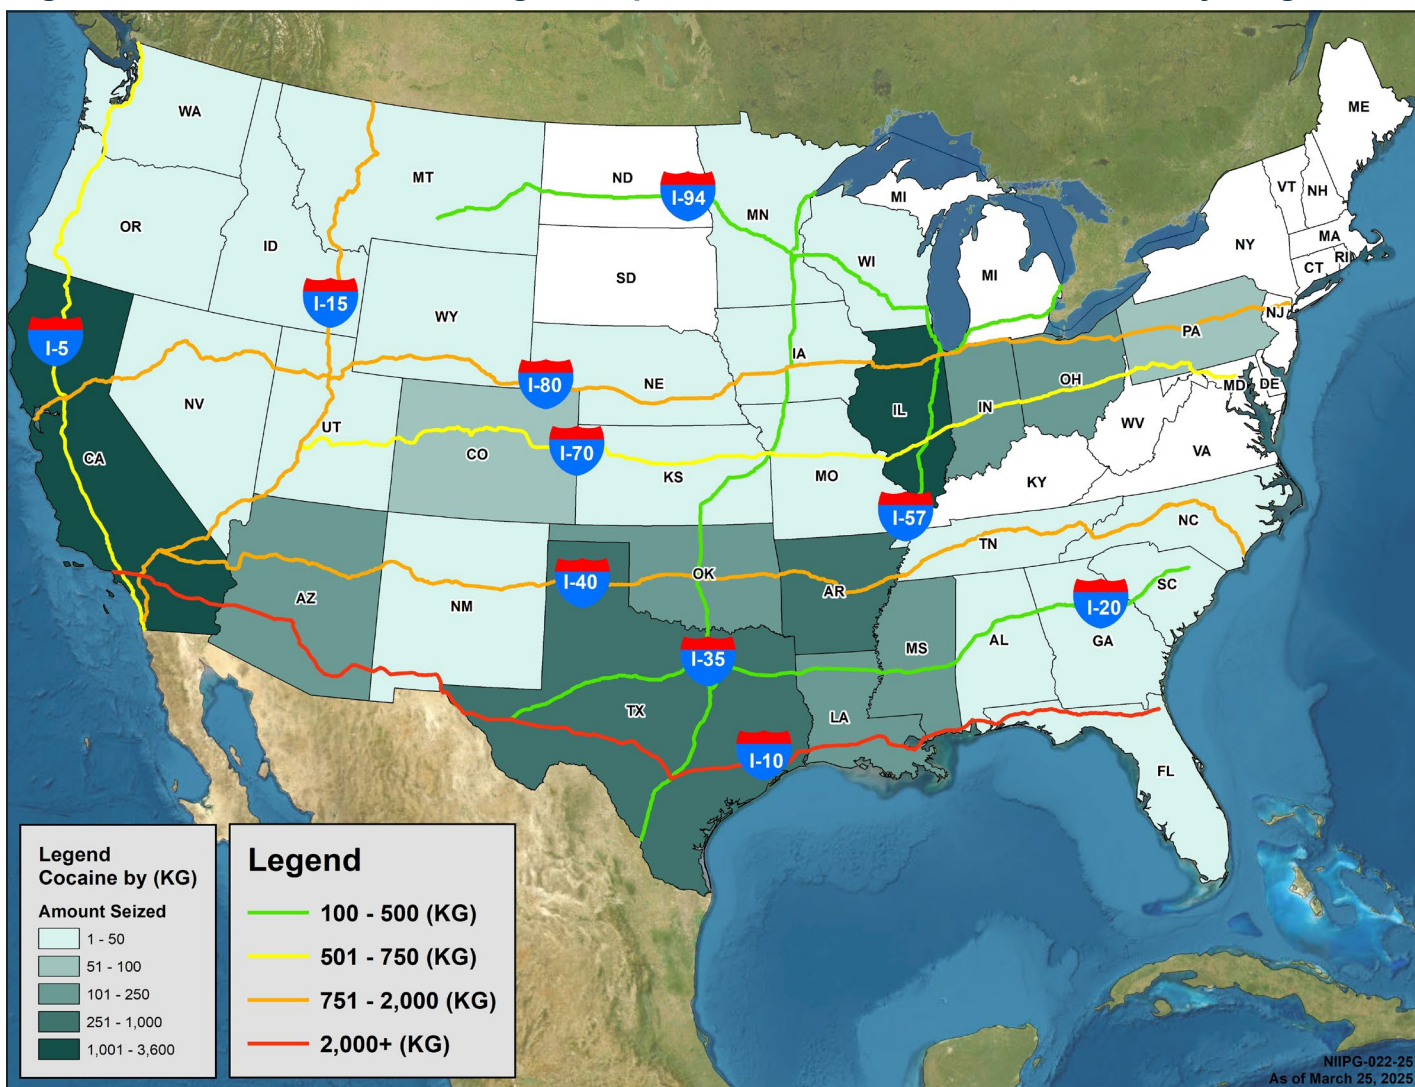 WA
MT
ND
I-94
MN
MI
ME
VT
NH
OR
ID
NY
MA
RI
CT
WI
MI
SD
I-15
WY
I-5
NJ
PA
IA
I-80
NE
OH
MD
DE
NV
UT
IL
IN
WV
CO
I-70
CA
KS
MO
VA
KY
I-57
NC
TN
AZ
NM
I-40
OK
AR
SC
I-20
GA
AL
MS
I-35
TX
LA
I-10
FL
Legend
Cocaine by (KG)
Amount Seized
1 - 50
51 - 100
101 - 250
251 - 1,000
1,001 - 3,600
Legend
100 - 500 (KG)
501 - 750 (KG)
751 - 2,000 (KG)
2,000+ (KG)
NIIPG-022-25
As of March 25, 2025